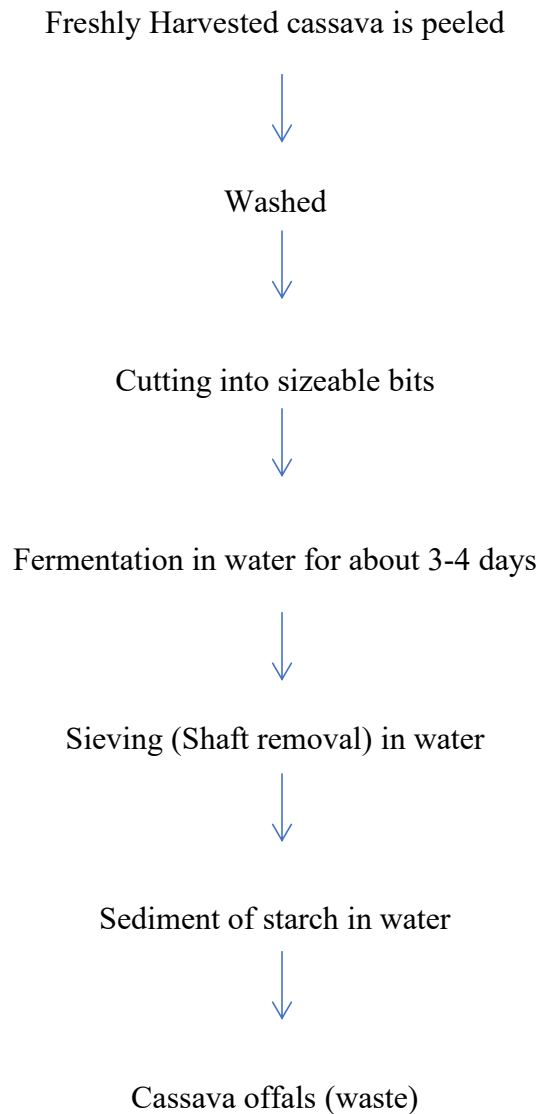 Freshly Harvested cassava is peeled
Washed
Cutting into sizeable bits
Fermentation in water for about 3-4 days
Sieving (Shaft removal) in water
Sediment of starch in water
Cassava offals (waste)